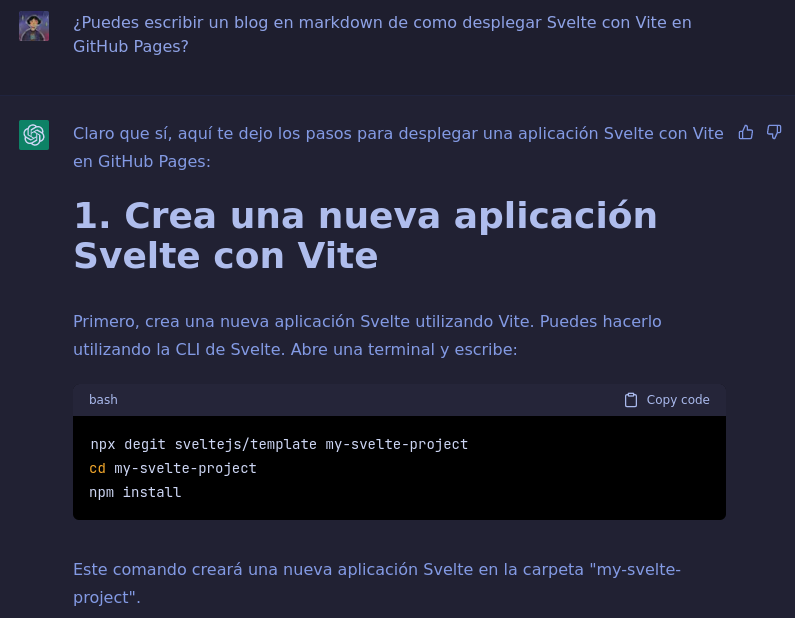 ¿Puedes escribir un blog en markdown de como desplegar Svelte con Vite en
GitHub Pages?
Claro que sí, aquí te dejo los pasos para desplegar una aplicación Svelte con Vite
en GitHub Pages:
1. Crea una nueva aplicación
Svelte con Vite
Primero, crea una nueva aplicación Svelte utilizando Vite. Puedes hacerlo
utilizando la CLI de Svelte. Abre una terminal y escribe:
bash Copy code
npx degit sveltejs/template my-svelte-project
cd my-svelte-project
npm install
Este comando creará una nueva aplicación Svelte en la carpeta "my-svelte-
project".